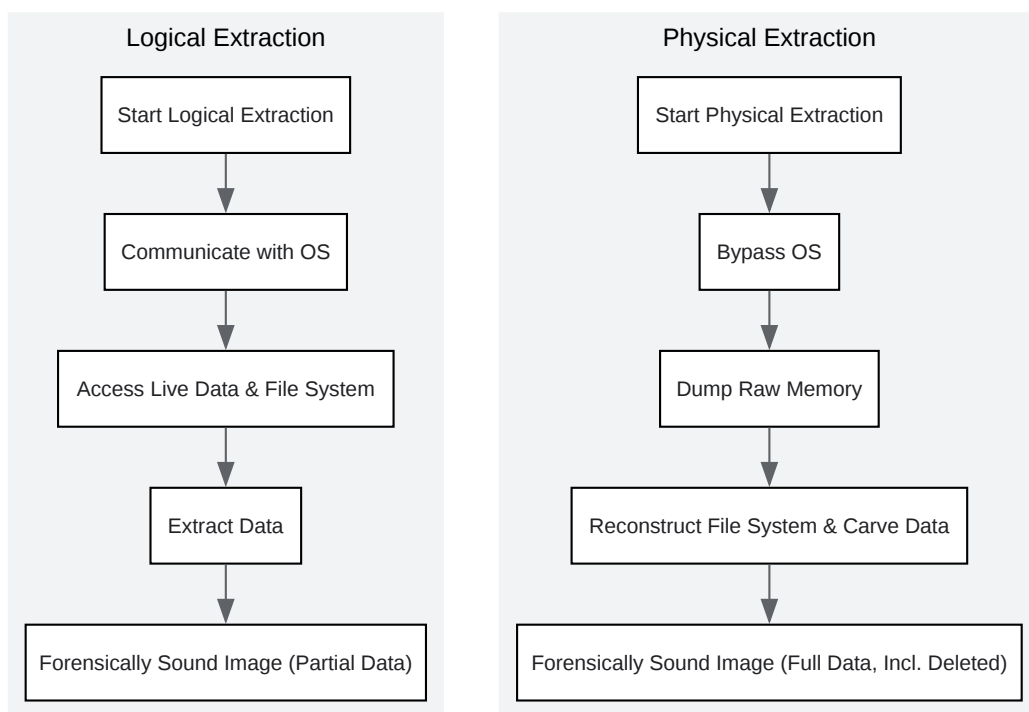 Logical Extraction
Start Logical Extraction
Communicate with OS
Access Live Data & File System
Extract Data
Forensically Sound Image (Partial Data)
Physical Extraction
Start Physical Extraction
Bypass OS
Dump Raw Memory
Reconstruct File System & Carve Data
Forensically Sound Image (Full Data, Incl. Deleted)